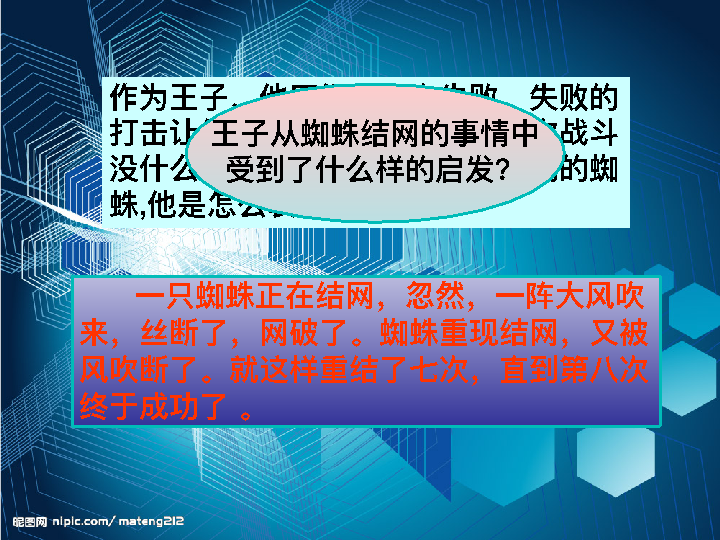 作为王子，他 失败，失败的
打击让 战斗
没什么 的蜘
蛛,他是怎么
王子从蜘蛛结网的事情中
受到了什么样的启发?
一只蜘蛛正在结网，忽然，一阵大风吹
来，丝断了，网破了。蜘蛛重现结网，又被
风吹断了。就这样重结了七次，直到第八次
终于成功了 。
昵图网 nipic.com/ mateng212